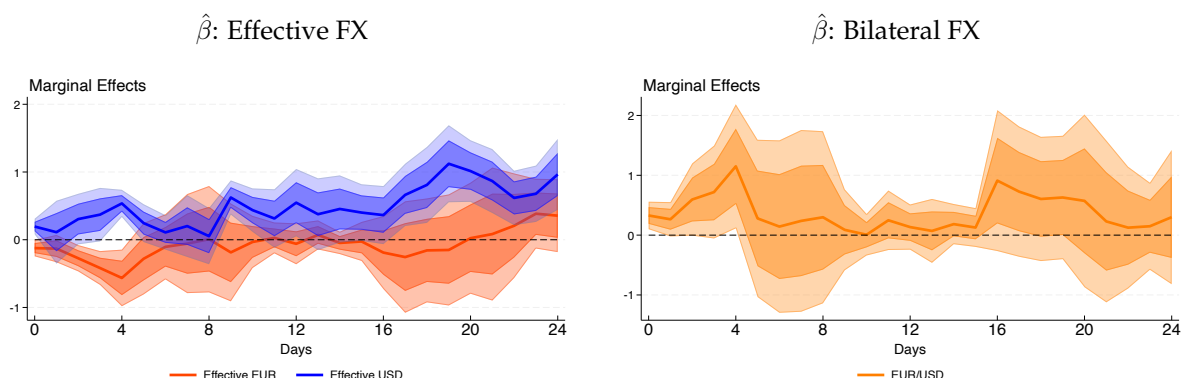 β̂: Effective FX
Marginal Effects
2
1
0
-1
0 4 8 12 16 20 24
Days
Effective EUR Effective USD
β̂: Bilateral FX
Marginal Effects
2
1
0
-1
0 4 8 12 16 20 24
Days
EUR/USD